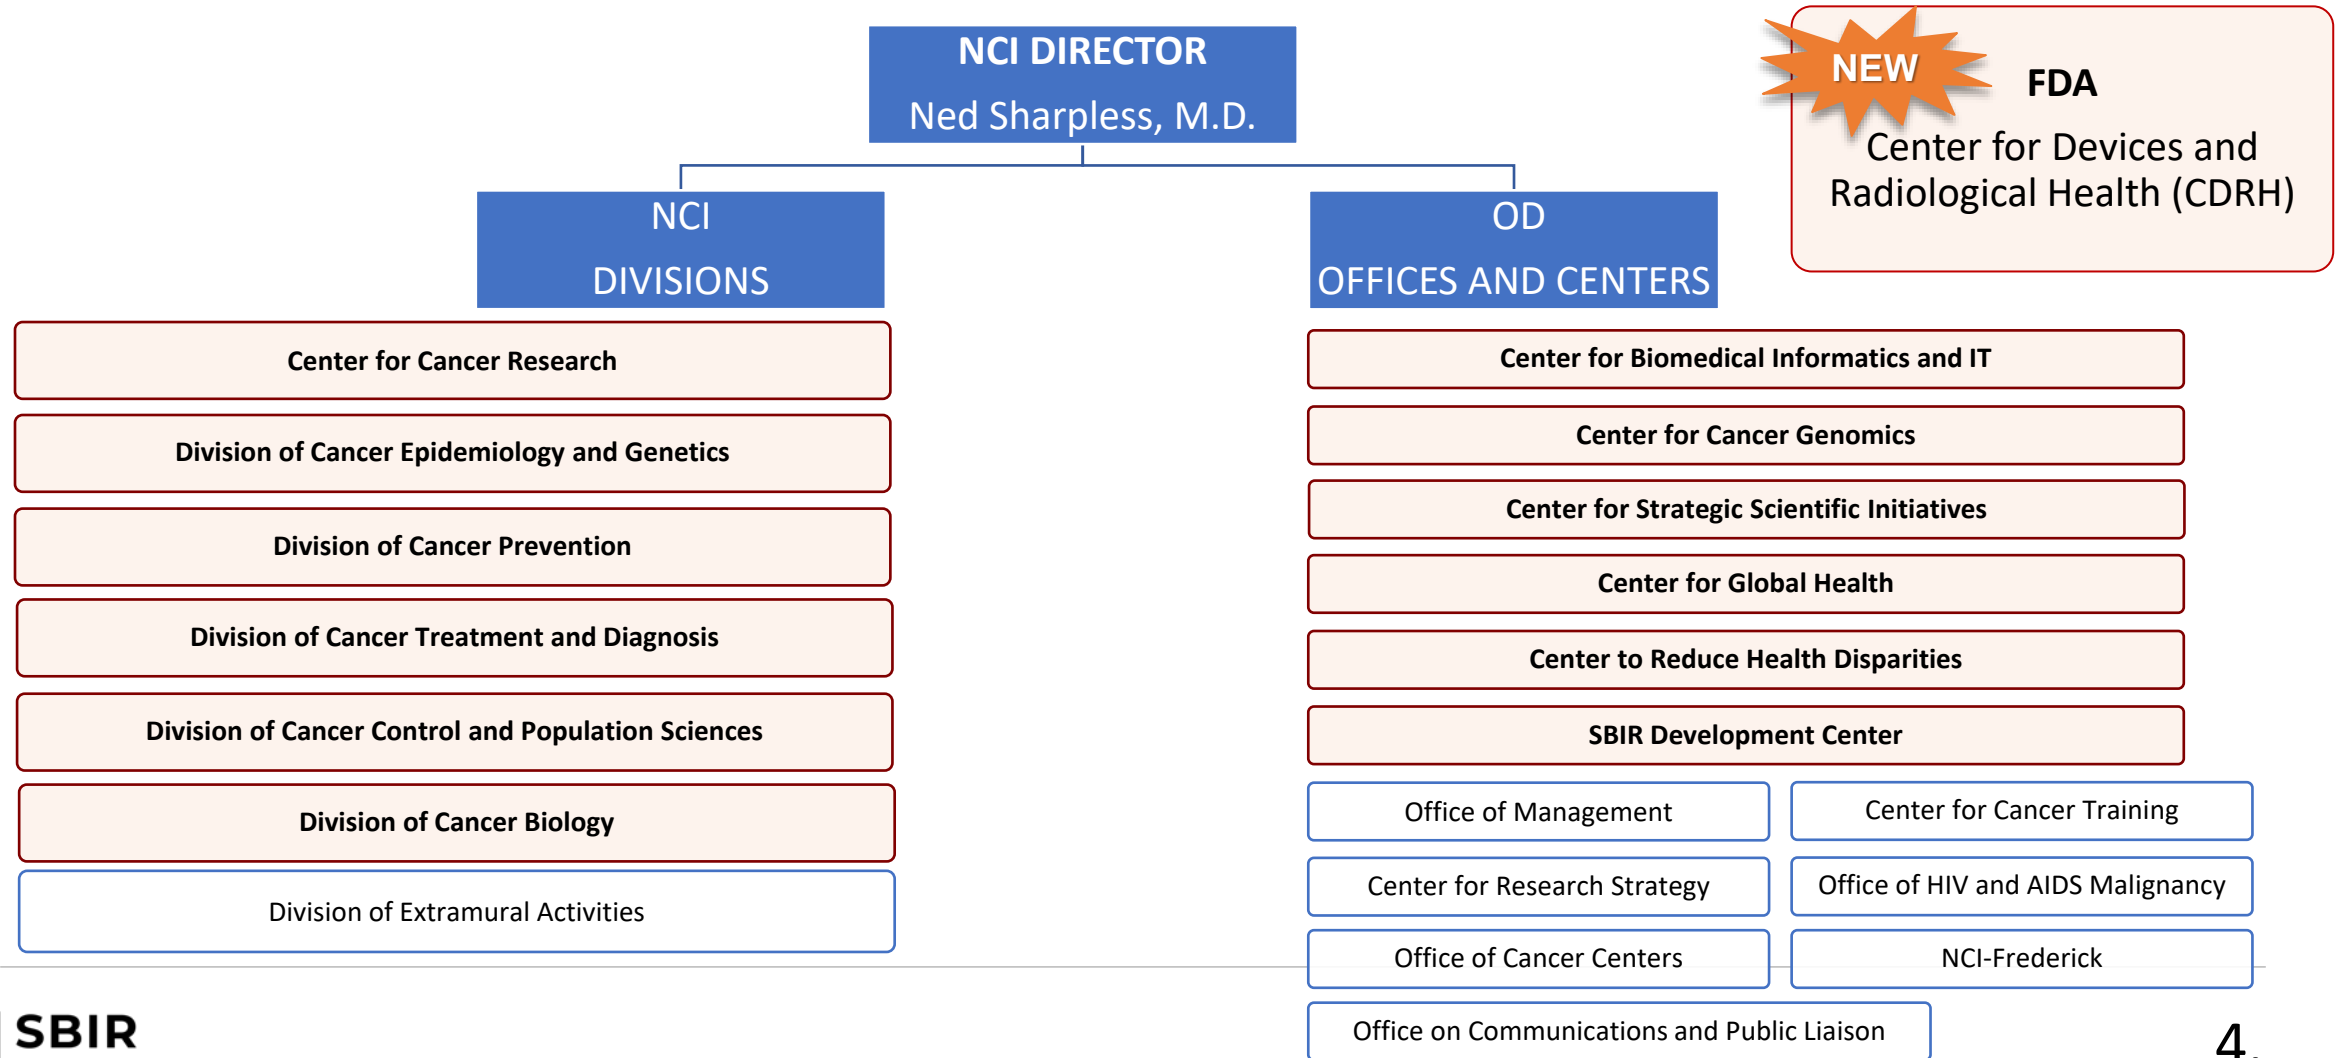 NCI DIRECTOR
Ned Sharpless, M.D.
NEW
FDA
Center for Devices and
Radiological Health (CDRH)
NCI
DIVISIONS
OD
OFFICES AND CENTERS
Center for Cancer Research
Division of Cancer Epidemiology and Genetics
Division of Cancer Prevention
Division of Cancer Treatment and Diagnosis
Division of Cancer Control and Population Sciences
Division of Cancer Biology
Division of Extramural Activities
Center for Biomedical Informatics and IT
Center for Cancer Genomics
Center for Strategic Scientific Initiatives
Center for Global Health
Center to Reduce Health Disparities
SBIR Development Center
Office of Management
Center for Cancer Training
Center for Research Strategy
Office of HIV and AIDS Malignancy
Office of Cancer Centers
NCI-Frederick
Office on Communications and Public Liaison
SBIR
4.